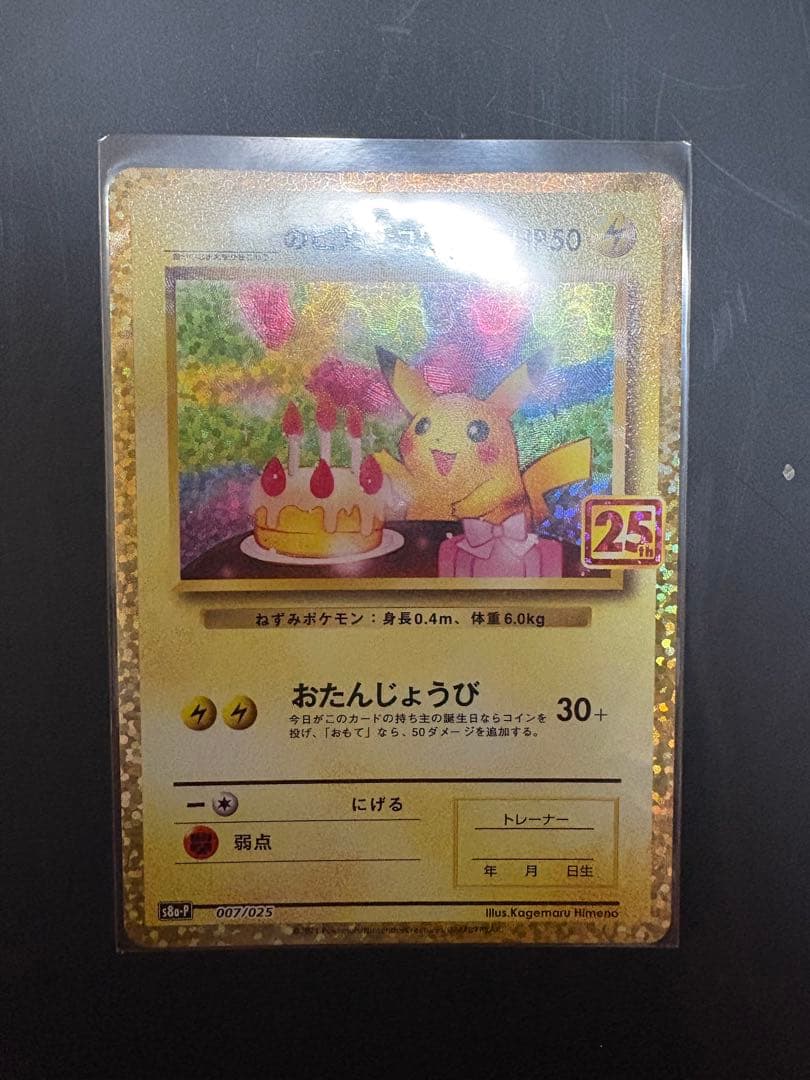 HP50
25th
ねずみポケモン：身長0.4m、体重6.0kg
おたんじょうび
30+
今日がこのカードの持ち主の誕生日ならコインを
投げ、「おもて」なら、50ダメージを追加する。
ー
にげる
弱点
トレーナー
年 月 日生
s8a-P 007/025
Illus.Kagemaru Himeno